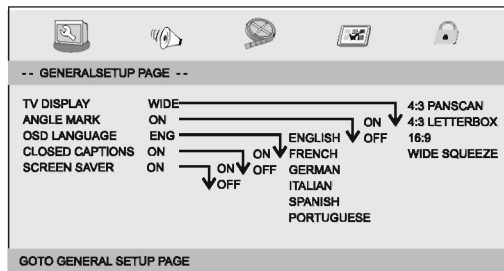 -- GENERALSETUP PAGE --
TV DISPLAY WIDE 4:3 PANSCAN
ANGLE MARK ON ON 4:3 LETTERBOX
OSD LANGUAGE ENG ENGLISH OFF 16:9
CLOSED CAPTIONS ON ON FRENCH WIDE SQUEEZE
SCREEN SAVER ON ON OFF GERMAN
OFF ITALIAN
SPANISH
PORTUGUESE
GOTO GENERAL SETUP PAGE